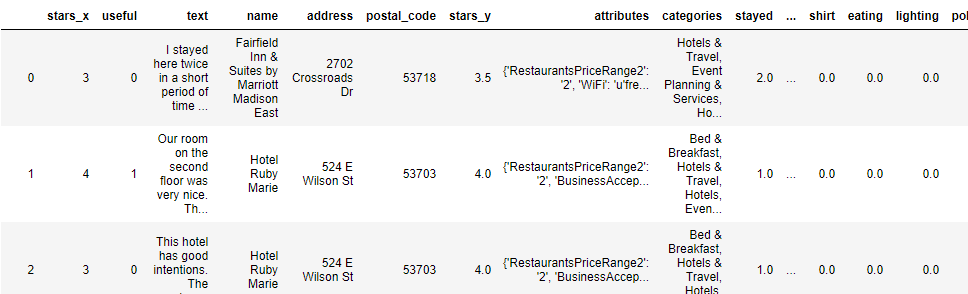 stars_x useful text name address postal_code stars_y attributes categories stayed ... shirt eating lighting
I stayed here twice in a short period of time ...
Fairfield Inn & Suites by Marriott Madison East
2702 Crossroads Dr
Hotels & Travel, Event Planning & Services, Ho...
0 3 0 53718 3.5 {'RestaurantsPriceRange2': '2', 'WiFi': 'u'fre... 2.0 ... 0.0 0.0 0.0
Our room on the second floor was very nice. Th...
Hotel Ruby Marie
524 E Wilson St
Bed & Breakfast, Hotels & Travel, Hotels, Even...
1 4 1 53703 4.0 {'RestaurantsPriceRange2': '2', 'BusinessAccep... 1.0 ... 0.0 0.0 0.0
This hotel has good intentions. The
Hotel Ruby Marie
524 E Wilson St
Bed & Breakfast, Hotels & Travel, Hotels
2 3 0 53703 4.0 {'RestaurantsPriceRange2': '2', 'BusinessAccep... 1.0 ... 0.0 0.0 0.0